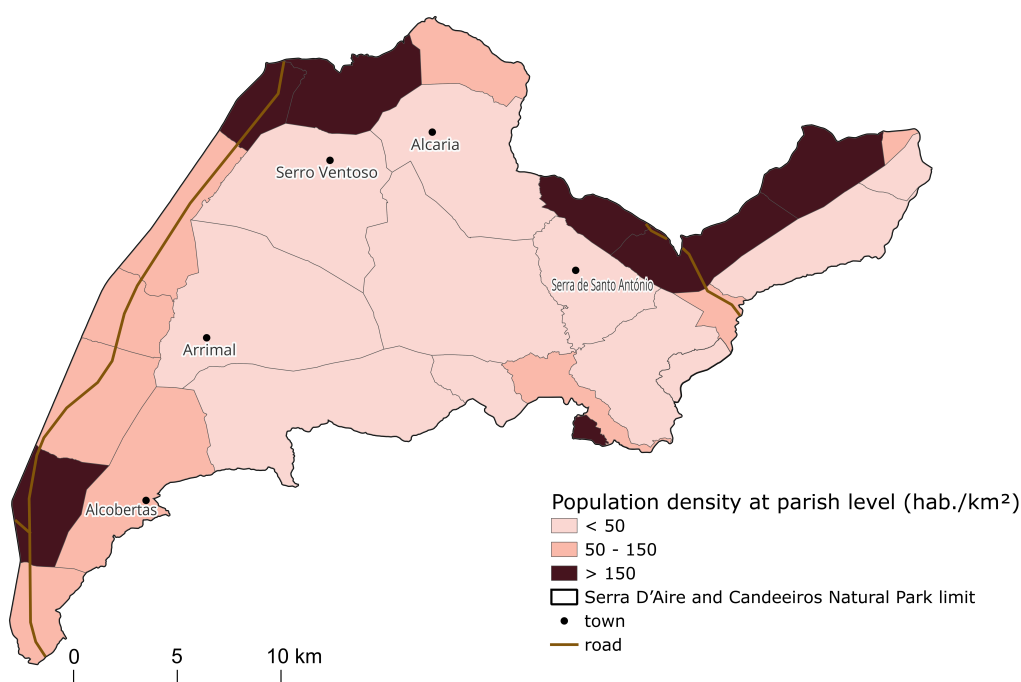 Alcaria
Serro Ventoso
Serra de Santo António
Arrimal
Alcobertas
Population density at parish level (hab./km²)
< 50
50 - 150
> 150
Serra D’Aire and Candeeiros Natural Park limit
town
road
0 5 10 km